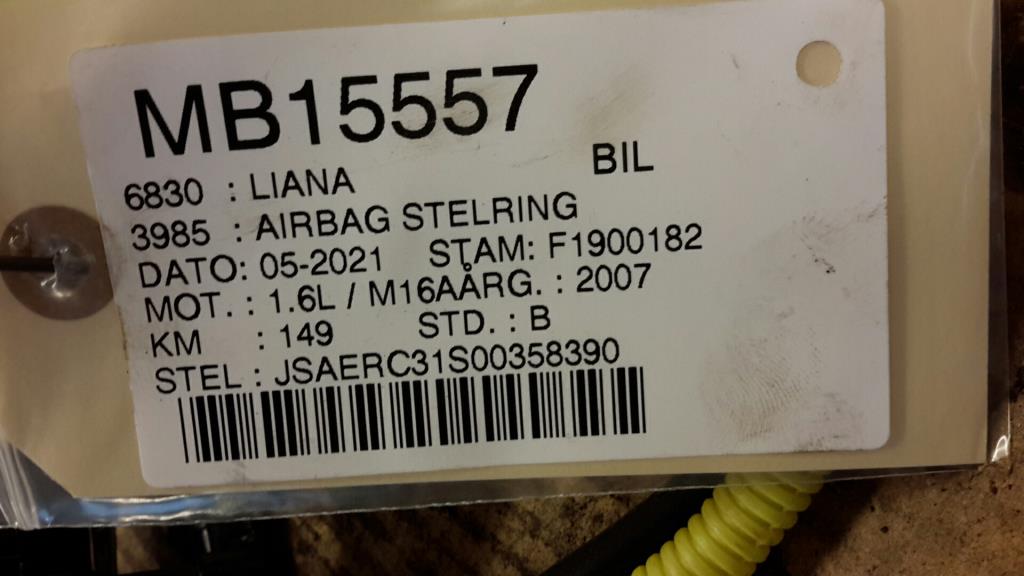 MB15557
6830 : LIANA BIL
3985 : AIRBAG STELRING
DATO: 05-2021 STAM: F1900182
MOT. : 1.6L / M16AÅRG. : 2007
KM : 149 STD. : B
STEL : JSAERC31S00358390